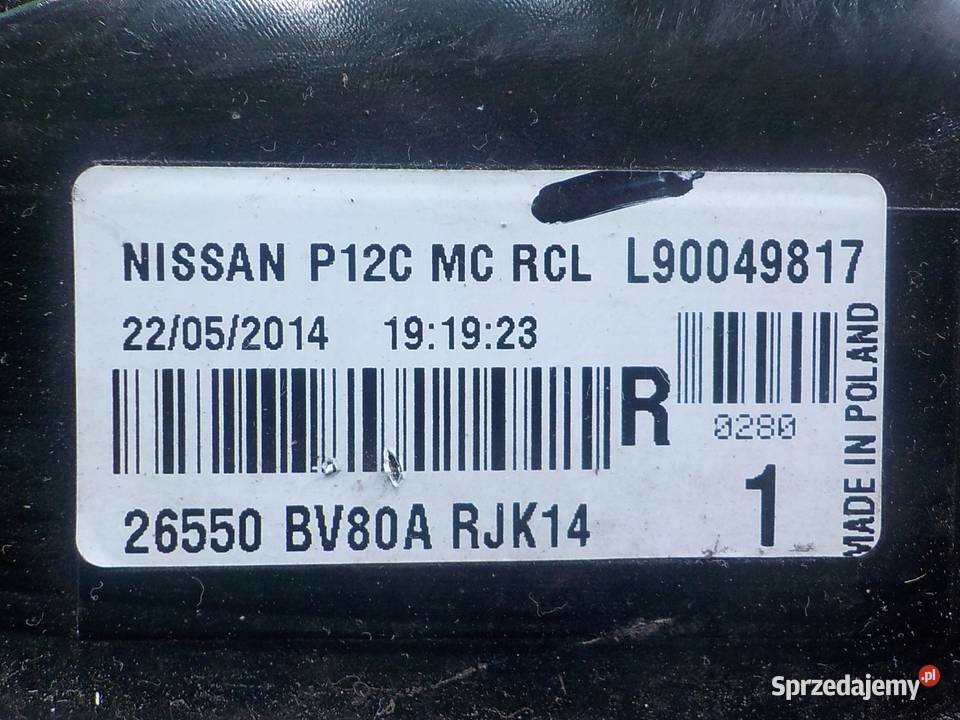 NISSAN P12C MC RCL L90049817
22/05/2014 19:19:23
R
0280
1
26550 BV80A RJK14
MADE IN POLAND
Sprzedajemy.pl